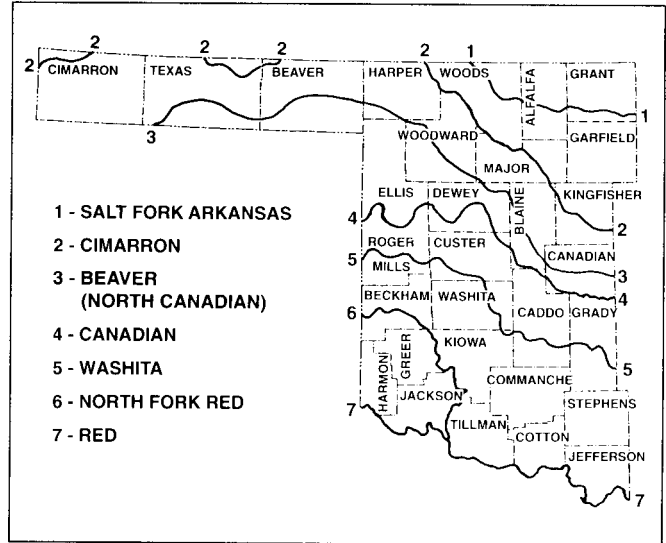 2 2 2 2 1
2 CIMARRON TEXAS BEAVER HARPER WOODS ALFALFA GRANT
1
3 WOODWARD GARFIELD
MAJOR
ELLIS DEWEY BLAINE KINGFISHER
1 - SALT FORK ARKANSAS
4 2
2 - CIMARRON
ROGER MILLS CUSTER CANADIAN
5 3
3 - BEAVER
(NORTH CANADIAN)
BECKHAM WASHITA CADDO GRADY 4
6
4 - CANADIAN
KIOWA
5 - WASHITA
HARMON GREER COMMANCHE 5
6 - NORTH FORK RED
7 JACKSON STEPHENS
7 - RED
TILLMAN COTTON
JEFFERSON
7